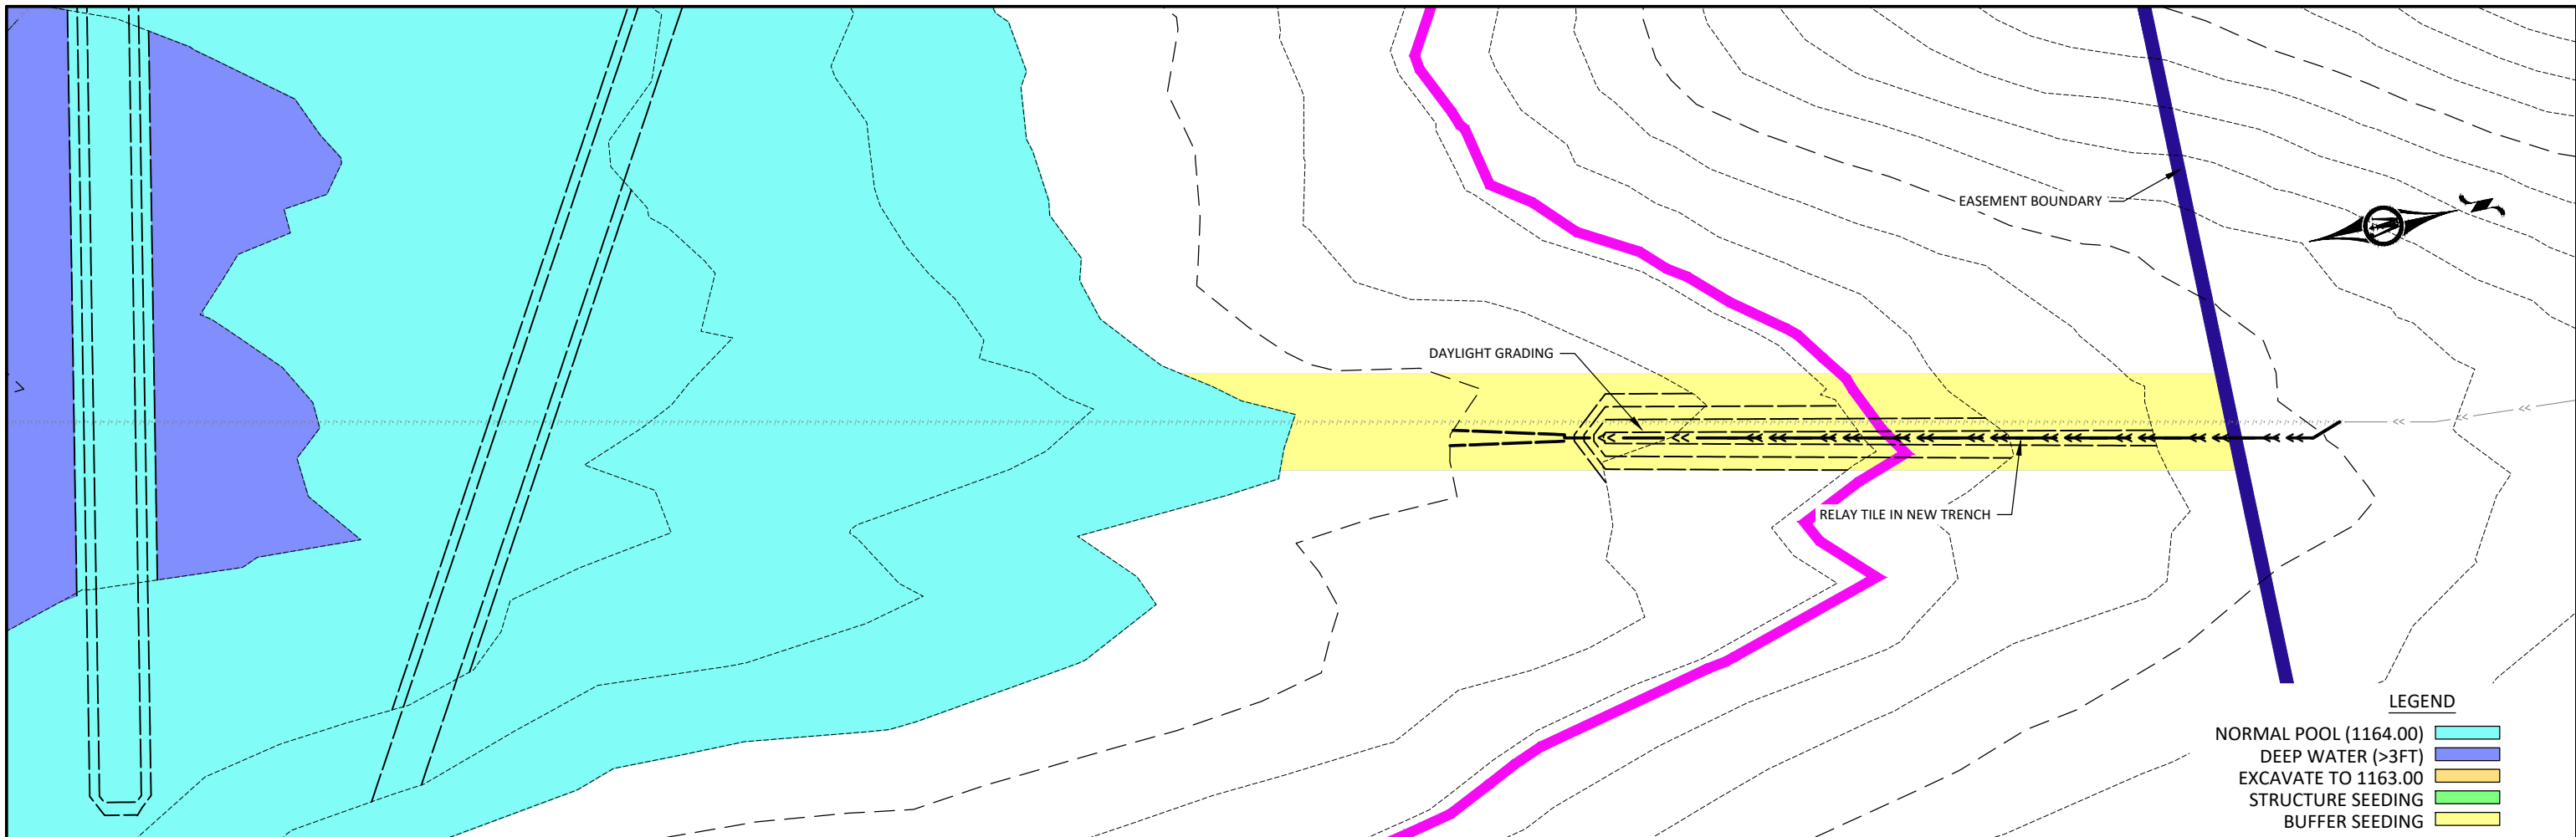 EASEMENT BOUNDARY
DAYLIGHT GRADING
RELAY TILE IN NEW TRENCH
LEGEND
NORMAL POOL (1164.00)
DEEP WATER (>3FT)
EXCAVATE TO 1163.00
STRUCTURE SEEDING
BUFFER SEEDING